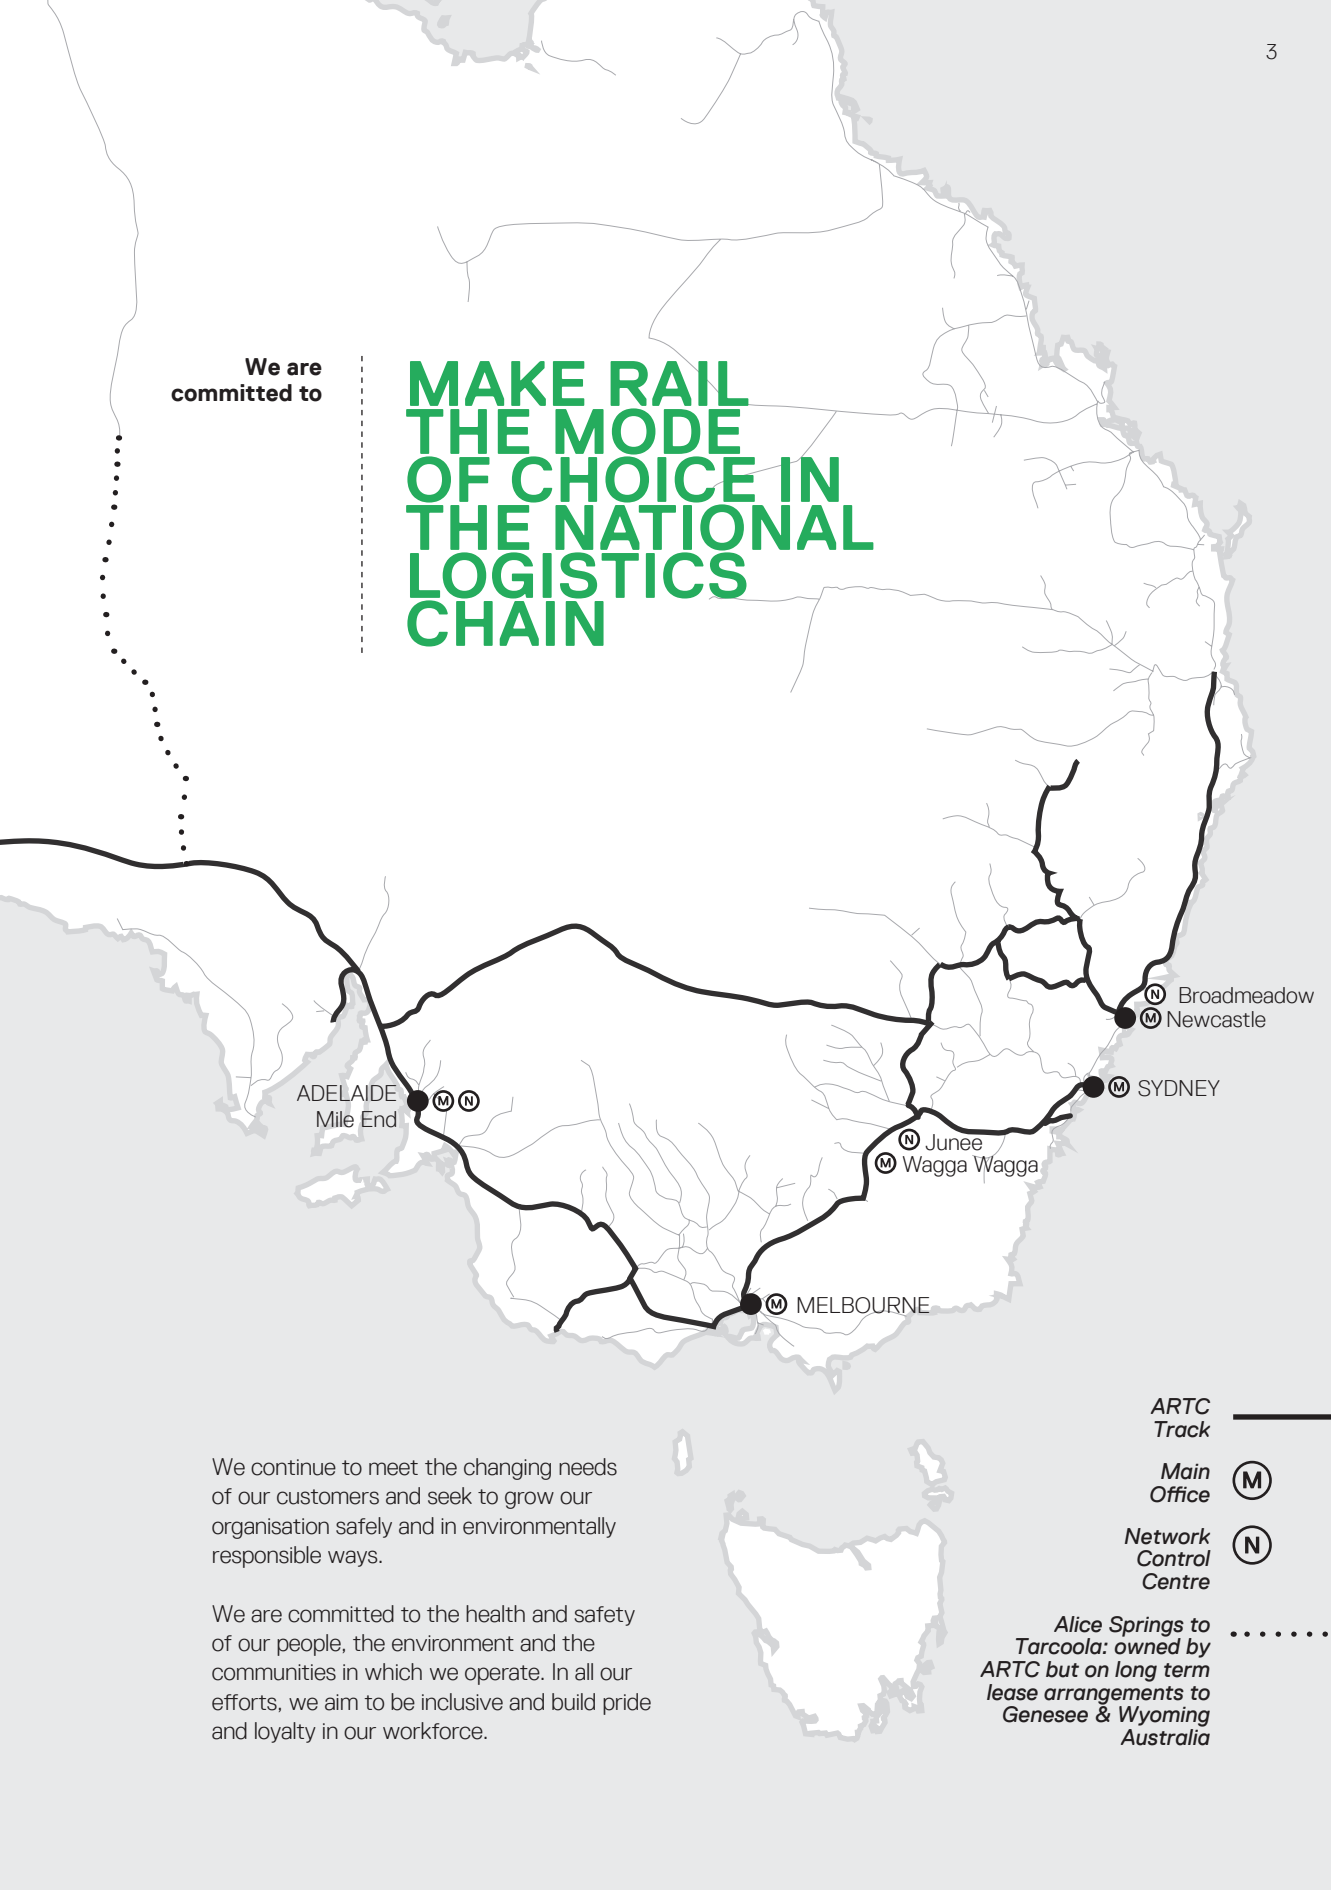 3
We are
committed to
MAKE RAIL
THE MODE
OF CHOICE IN
THE NATIONAL
LOGISTICS
CHAIN
N Broadmeadow
M Newcastle
ADELAIDE M N
Mile End
M SYDNEY
N Junee
M Wagga Wagga
M MELBOURNE
ARTC
Track
Main
Office M
Network
Control
Centre N
Alice Springs to
Tarcoola: owned by
ARTC but on long term
lease arrangements to
Genesee & Wyoming
Australia
We continue to meet the changing needs
of our customers and seek to grow our
organisation safely and in environmentally
responsible ways.
We are committed to the health and safety
of our people, the environment and the
communities in which we operate. In all our
efforts, we aim to be inclusive and build pride
and loyalty in our workforce.